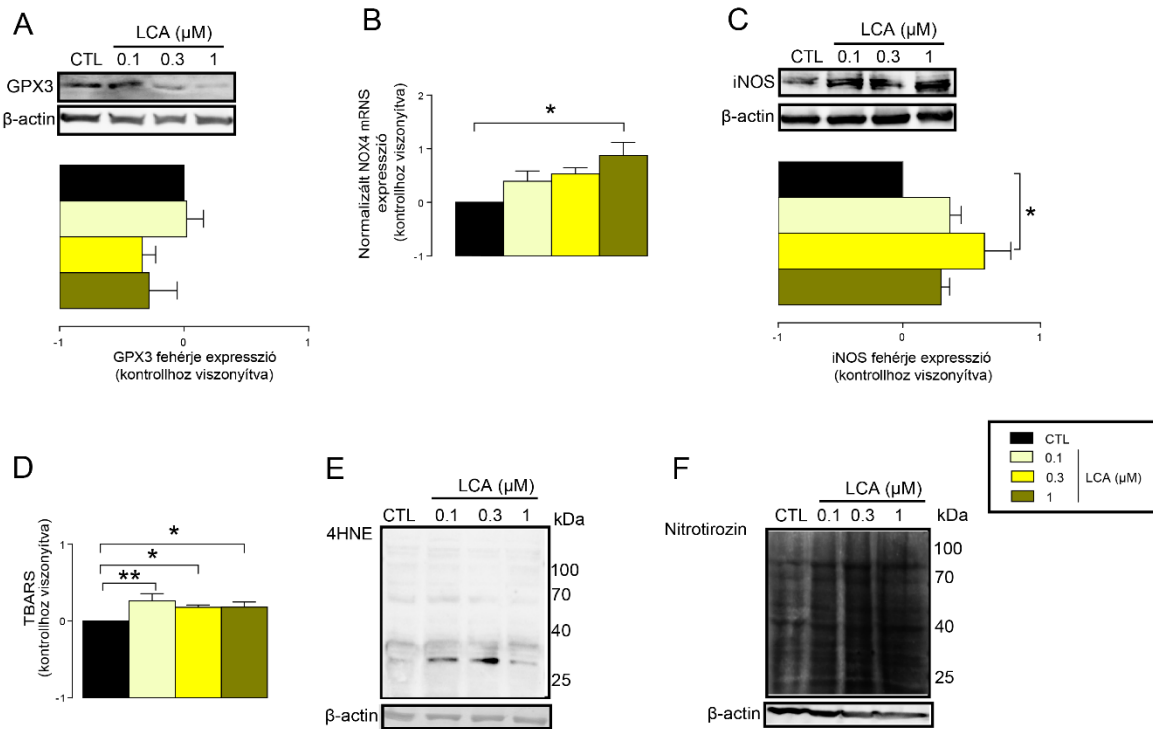 A
LCA (µM)
CTL 0.1 0.3 1
GPX3
β-actin
-1 0 1
GPX3 fehérje expresszió
(kontrollhoz viszonyítva)
B
Normalizált NOX4 mRNS
expresszió
(kontrollhoz viszonyítva)
2
1
0
-1
*
C
LCA (µM)
CTL 0.1 0.3 1
iNOS
β-actin
*
-1 0 1
iNOS fehérje expresszió
(kontrollhoz viszonyítva)
CTL
0.1
0.3
1
LCA (µM)
D
TBARS
(kontrollhoz viszonyítva)
1
0
-1
*
*
**
E
LCA (µM)
CTL 0.1 0.3 1 kDa
4HNE
100
70
40
25
β-actin
F
LCA (µM)
CTL 0.1 0.3 1 kDa
Nitrotirozin
100
70
40
25
β-actin